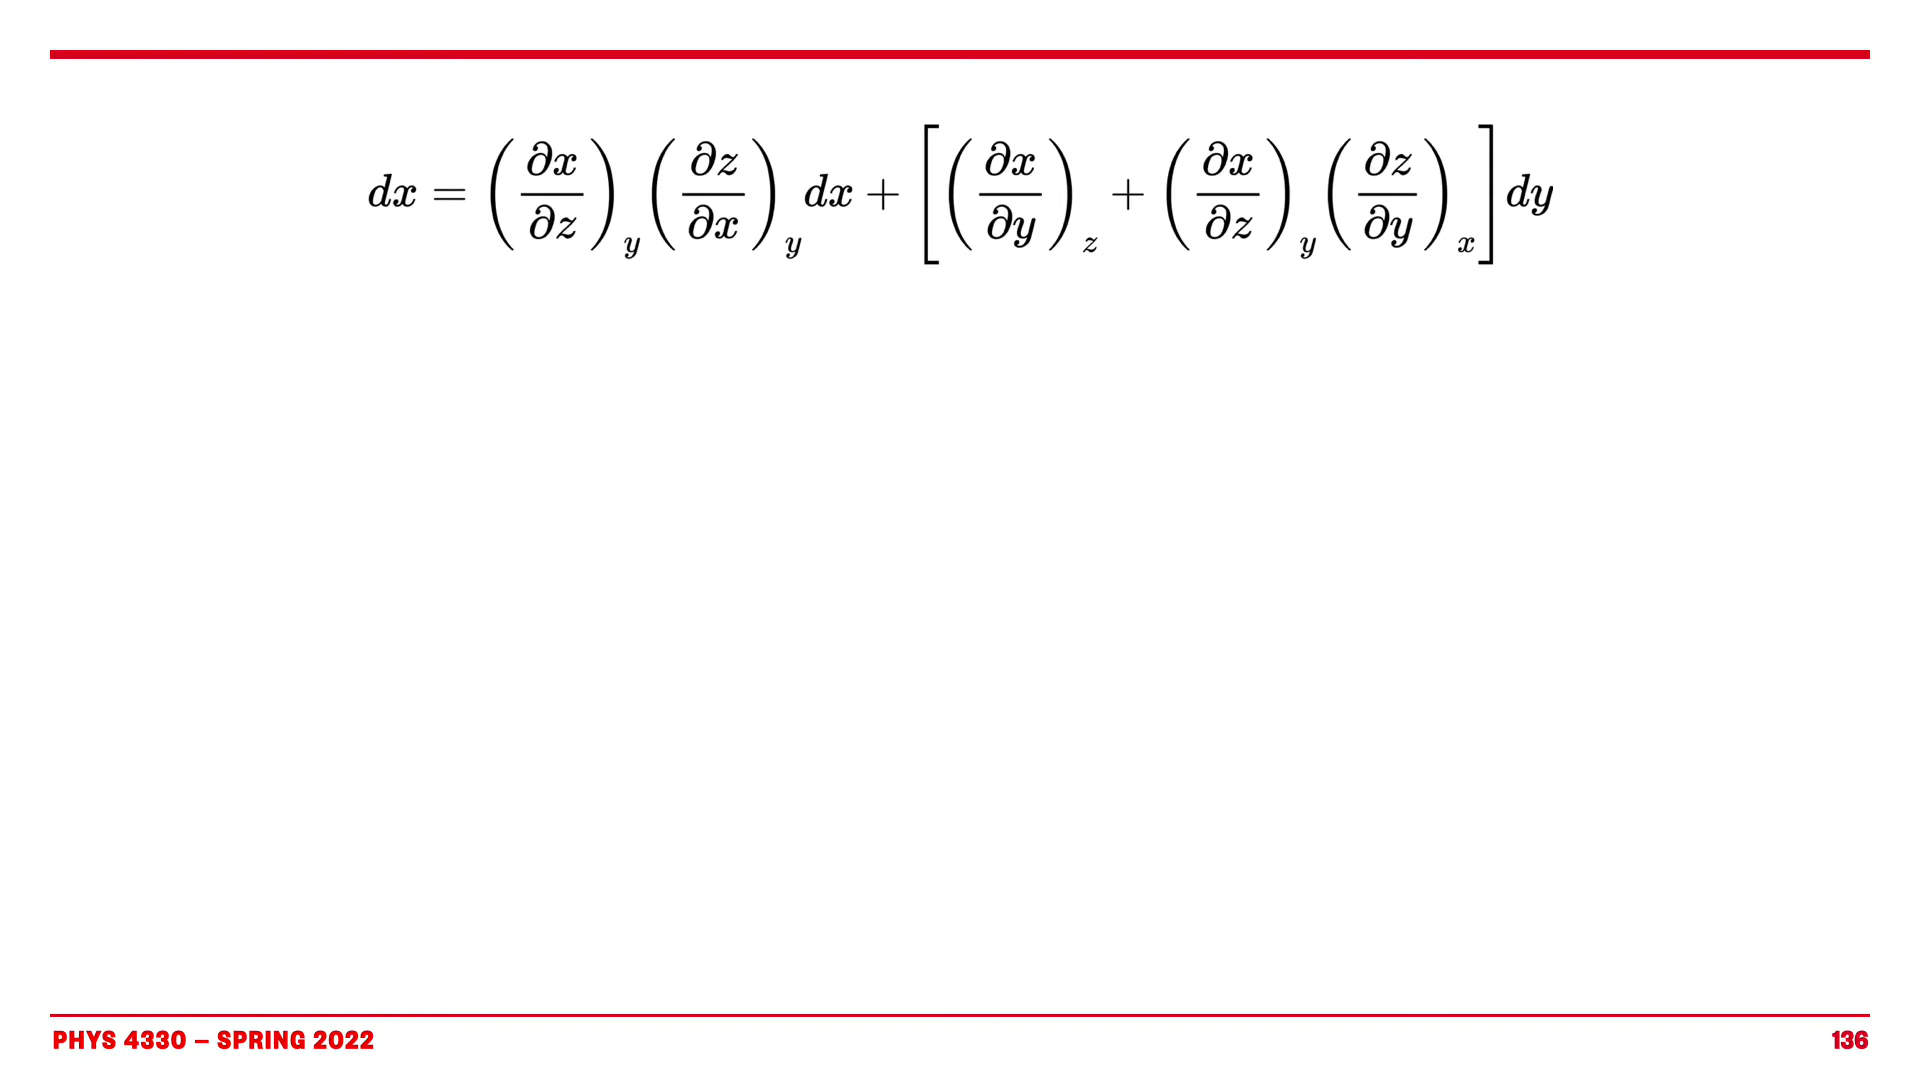 dx = (∂x/∂z)_y (∂z/∂x)_y dx + [(∂x/∂y)_z + (∂x/∂z)_y (∂z/∂y)_x] dy
PHYS 4330 – SPRING 2022
136